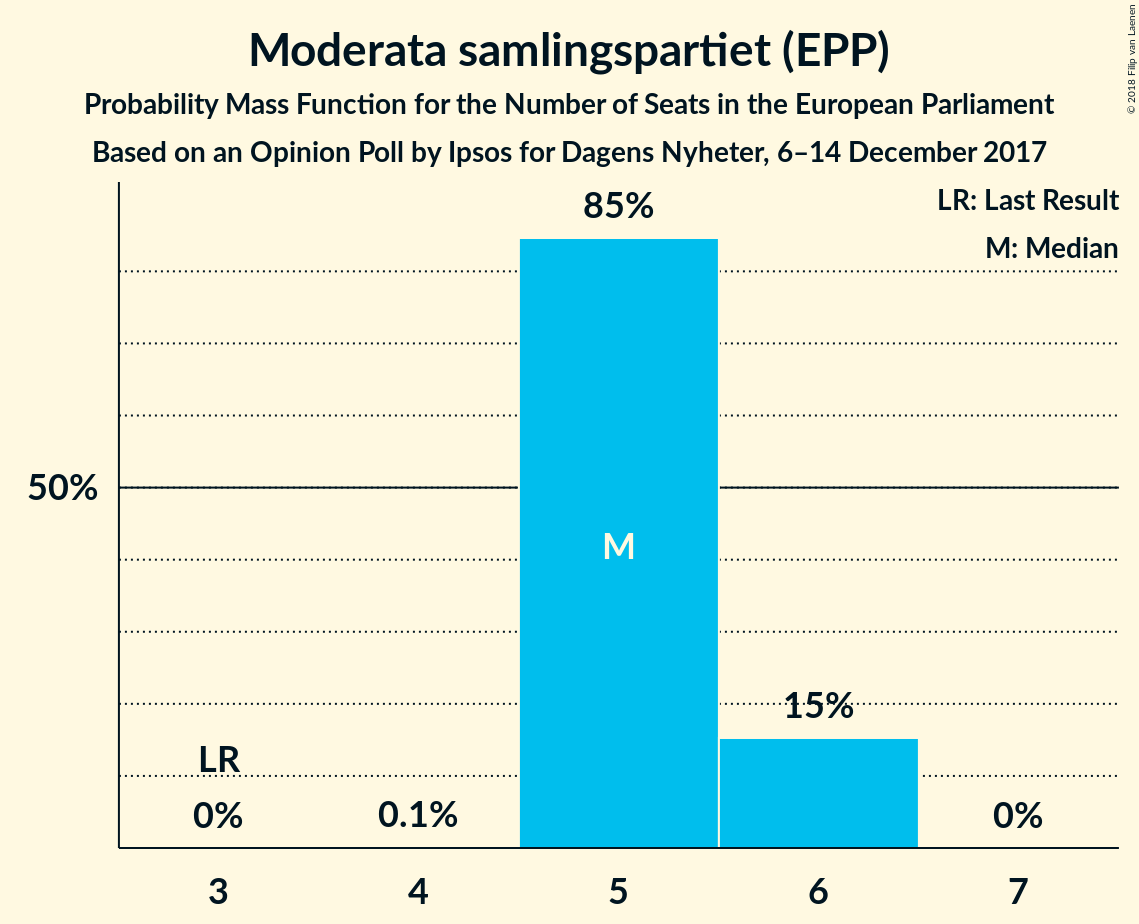 Moderata samlingspartiet (EPP)
Probability Mass Function for the Number of Seats in the European Parliament
Based on an Opinion Poll by Ipsos for Dagens Nyheter, 6–14 December 2017
© 2018 Filip van Laenen
LR: Last Result
M: Median
85%
50%
M
15%
LR
0%
0.1%
0%
3
4
5
6
7